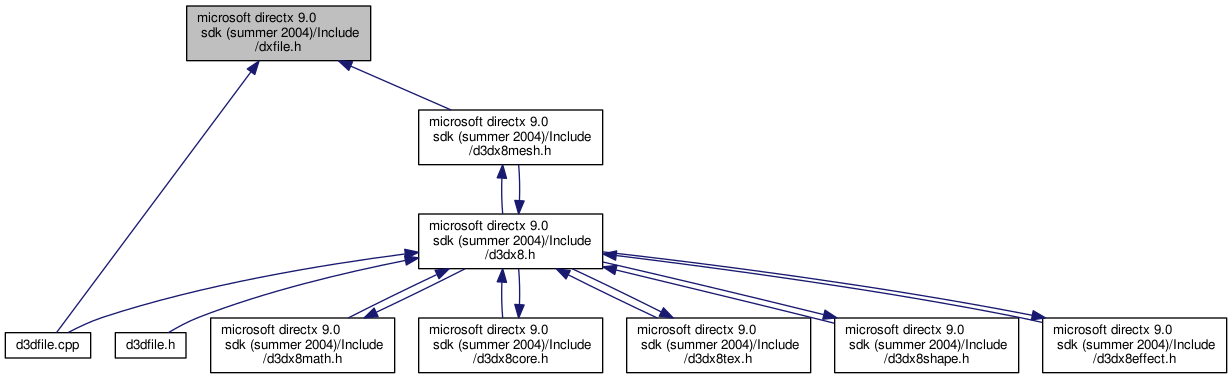 microsoft directx 9.0
sdk (summer 2004)/Include
/dxfile.h
microsoft directx 9.0
sdk (summer 2004)/Include
/d3dx8mesh.h
microsoft directx 9.0
sdk (summer 2004)/Include
/d3dx8.h
d3dfile.cpp
d3dfile.h
microsoft directx 9.0
sdk (summer 2004)/Include
/d3dx8math.h
microsoft directx 9.0
sdk (summer 2004)/Include
/d3dx8core.h
microsoft directx 9.0
sdk (summer 2004)/Include
/d3dx8tex.h
microsoft directx 9.0
sdk (summer 2004)/Include
/d3dx8shape.h
microsoft directx 9.0
sdk (summer 2004)/Include
/d3dx8effect.h